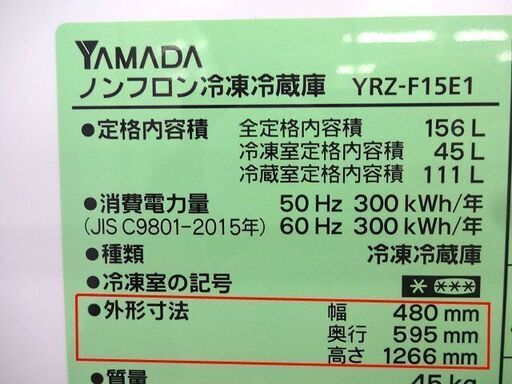 YAMADA
ノンフロン冷凍冷蔵庫 YRZ-F15E1
●定格内容積 全定格内容積 156 L
冷凍室定格内容積 45 L
冷蔵室定格内容積 111 L
●消費電力量 50 Hz 300 kWh/年
(JIS C9801-2015年) 60 Hz 300 kWh/年
●種類 冷凍冷蔵庫
●冷凍室の記号
●外形寸法 幅 480 mm
奥行 595 mm
高さ 1266 mm
●質量 45 kg